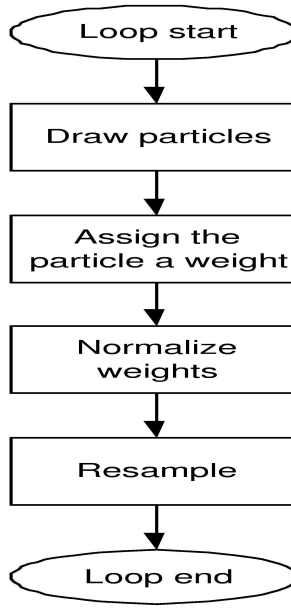 Loop start
Draw particles
Assign the
particle a weight
Normalize
weights
Resample
Loop end